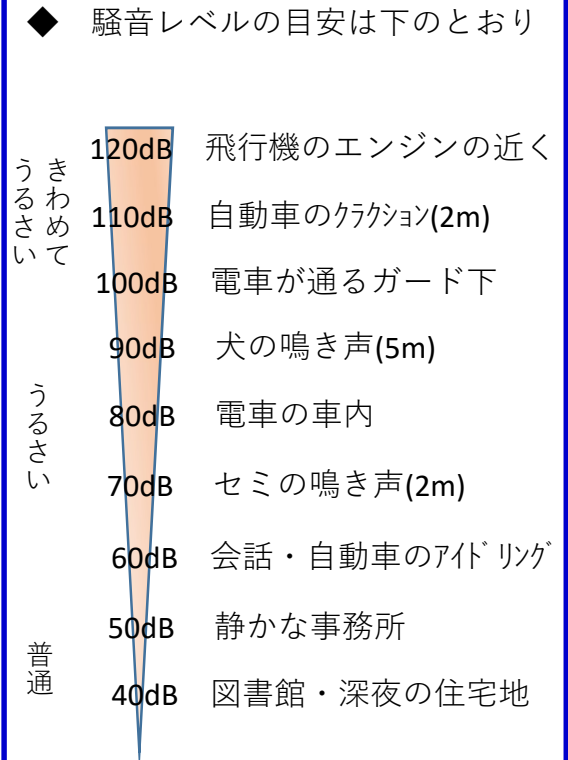 ◆ 騒音レベルの目安は下のとおり
きわめて
うるさい
120dB 飛行機のエンジンの近く
110dB 自動車のｸﾗｸｼｮﾝ(2m)
100dB 電車が通るガード下
90dB 犬の鳴き声(5m)
うるさい
80dB 電車の車内
70dB セミの鳴き声(2m)
60dB 会話・自動車のｱｲﾄﾞﾘﾝｸﾞ
普通
50dB 静かな事務所
40dB 図書館・深夜の住宅地